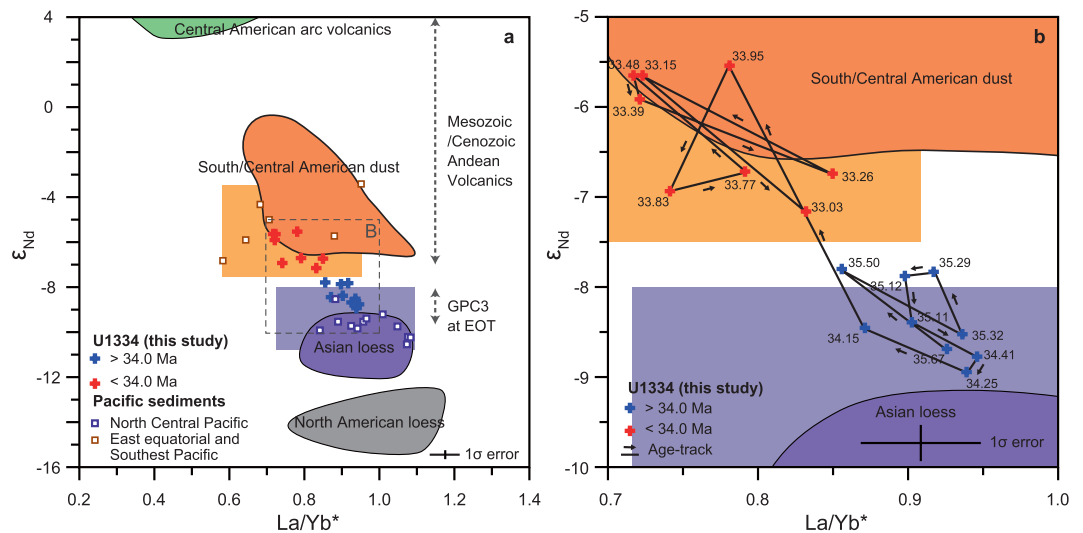 4
0
-4
-8
-12
-16
εNd
0.2
0.4
0.6
0.8
1.0
1.2
1.4
La/Yb*
a
Central American arc volcanics
South/Central American dust
Mesozoic
/Cenozoic
Andean
Volcanics
B
GPC3
at EOT
Asian loess
North American loess
1σ error
U1334 (this study)
> 34.0 Ma
< 34.0 Ma
Pacific sediments
North Central Pacific
East equatorial and
Southest Pacific
-5
-6
-7
-8
-9
-10
εNd
0.7
0.8
0.9
1.0
La/Yb*
b
33.48
33.15
33.95
South/Central American dust
33.39
33.26
33.77
33.83
33.03
35.50
35.29
35.12
35.11
34.15
35.32
35.67
34.41
34.25
U1334 (this study)
> 34.0 Ma
< 34.0 Ma
Age-track
Asian loess
1σ error